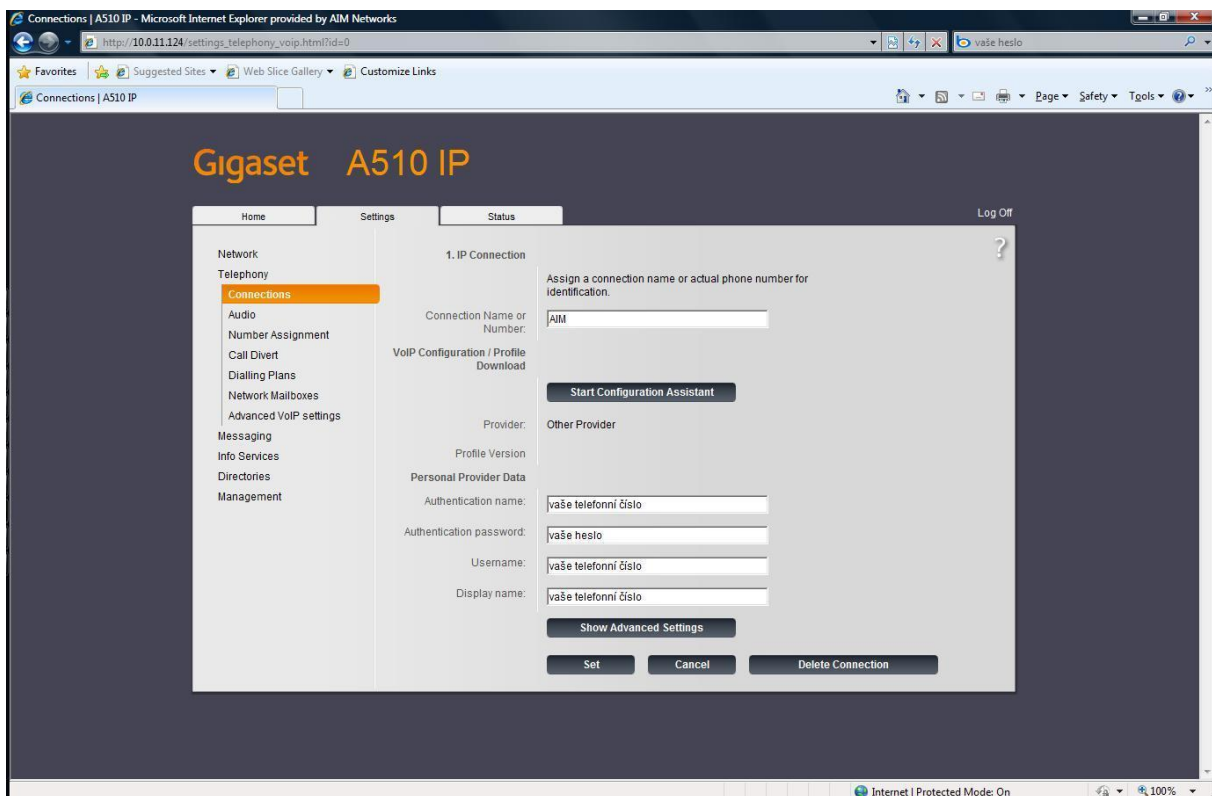 Connections | A510 IP - Microsoft Internet Explorer provided by AIM Networks
http://10.0.11.124/settings_telephony_voip.html?id=0
vaše heslo
Favorites
Suggested Sites
Web Slice Gallery
Customize Links
Connections | A510 IP
Page
Safety
Tools
Gigaset A510 IP
Home
Settings
Status
Log Off
?
Network
Telephony
Connections
Audio
Number Assignment
Call Divert
Dialling Plans
Network Mailboxes
Advanced VoIP settings
Messaging
Info Services
Directories
Management
1. IP Connection
Assign a connection name or actual phone number for
identification.
Connection Name or
Number:
AIM
VoIP Configuration / Profile
Download
Start Configuration Assistant
Provider:
Other Provider
Profile Version
Personal Provider Data
Authentication name:
vaše telefonní číslo
Authentication password:
vaše heslo
Username:
vaše telefonní číslo
Display name:
vaše telefonní číslo
Show Advanced Settings
Set
Cancel
Delete Connection
Internet | Protected Mode: On
100%